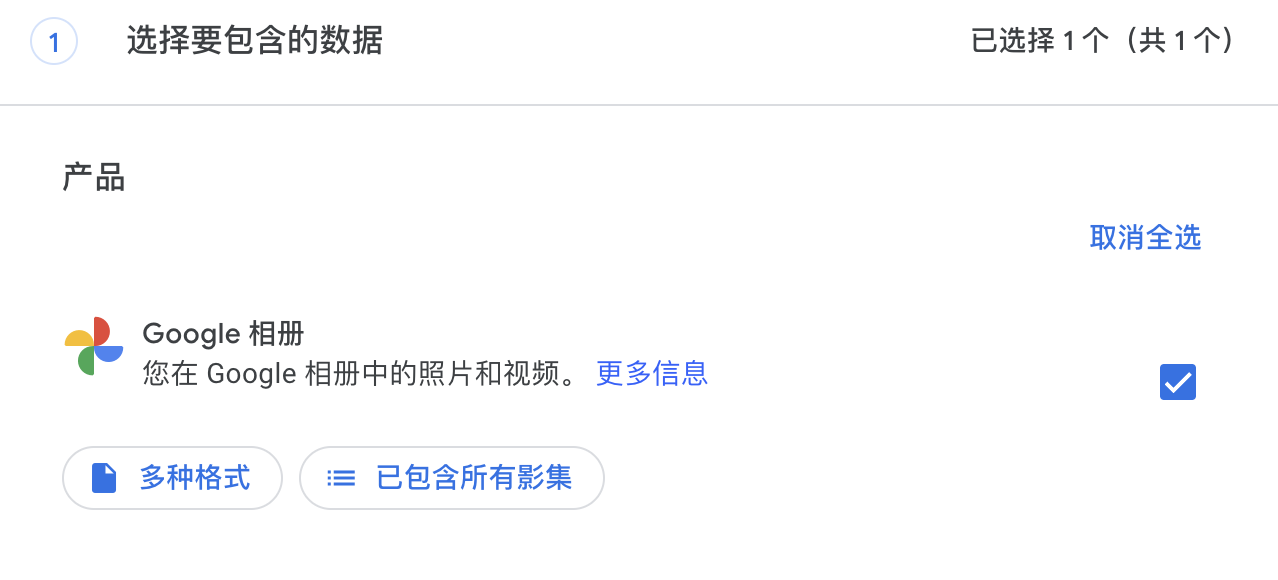 1 选择要包含的数据 已选择 1 个（共 1 个）
产品
取消全选
Google 相册
您在 Google 相册中的照片和视频。 更多信息
多种格式 已包含所有影集